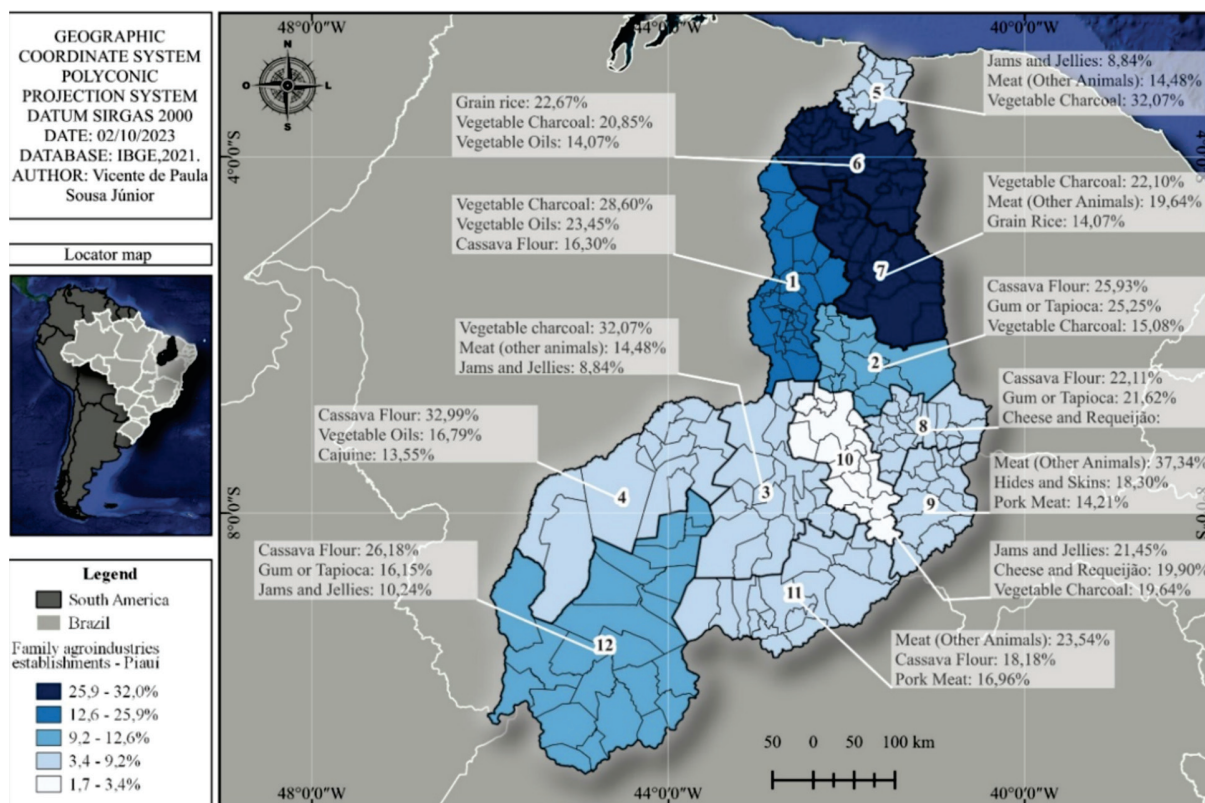 GEOGRAPHIC
COORDINATE SYSTEM
POLYCONIC
PROJECTION SYSTEM
DATUM SIRGAS 2000
DATE: 02/10/2023
DATABASE: IBGE,2021.
AUTHOR: Vicente de Paula
Sousa Júnior
Locator map
Legend
South America
Brazil
Family agroindustries
establishments - Piauí
25,9 - 32,0%
12,6 - 25,9%
9,2 - 12,6%
3,4 - 9,2%
1,7 - 3,4%
48°0'0"W
44°0'0"W
40°0'0"W
N
O
L
S
4°0'0"S
8°0'0"S
Jams and Jellies: 8,84%
Meat (Other Animals): 14,48%
Vegetable Charcoal: 32,07%
5
Grain rice: 22,67%
Vegetable Charcoal: 20,85%
Vegetable Oils: 14,07%
6
Vegetable Charcoal: 22,10%
Meat (Other Animals): 19,64%
Grain Rice: 14,07%
7
Vegetable Charcoal: 28,60%
Vegetable Oils: 23,45%
Cassava Flour: 16,30%
1
Cassava Flour: 25,93%
Gum or Tapioca: 25,25%
Vegetable Charcoal: 15,08%
2
Vegetable charcoal: 32,07%
Meat (other animals): 14,48%
Jams and Jellies: 8,84%
3
Cassava Flour: 22,11%
Gum or Tapioca: 21,62%
Cheese and Requeijão:
8
Cassava Flour: 32,99%
Vegetable Oils: 16,79%
Cajuine: 13,55%
4
10
Meat (Other Animals): 37,34%
Hides and Skins: 18,30%
Pork Meat: 14,21%
9
Cassava Flour: 26,18%
Gum or Tapioca: 16,15%
Jams and Jellies: 10,24%
12
Jams and Jellies: 21,45%
Cheese and Requeijão: 19,90%
Vegetable Charcoal: 19,64%
11
Meat (Other Animals): 23,54%
Cassava Flour: 18,18%
Pork Meat: 16,96%
50 0 50 100 km
48°0'0"W
44°0'0"W
40°0'0"W